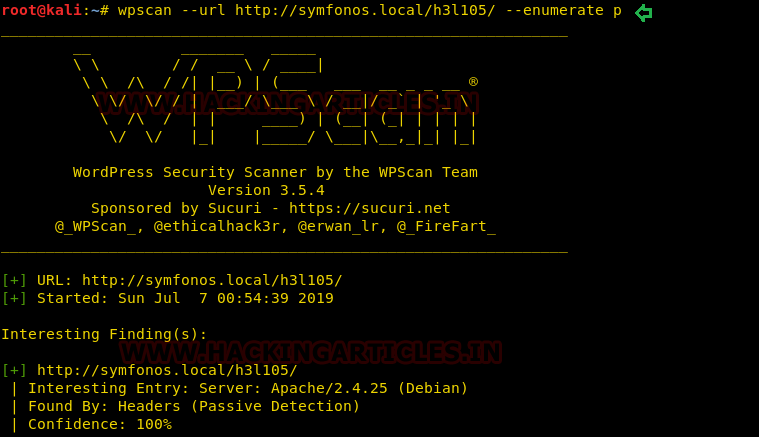 root@kali:~# wpscan --url http://symfonos.local/h3l105/ --enumerate p
WPScan ®
WWW.HACKINGARTICLES.IN
WordPress Security Scanner by the WPScan Team
Version 3.5.4
Sponsored by Sucuri - https://sucuri.net
@_WPScan_, @ethicalhack3r, @erwan_lr, @_FireFart_
[+] URL: http://symfonos.local/h3l105/
[+] Started: Sun Jul  7 00:54:39 2019
Interesting Finding(s):
WWW.HACKINGARTICLES.IN
[+] http://symfonos.local/h3l105/
| Interesting Entry: Server: Apache/2.4.25 (Debian)
| Found By: Headers (Passive Detection)
| Confidence: 100%